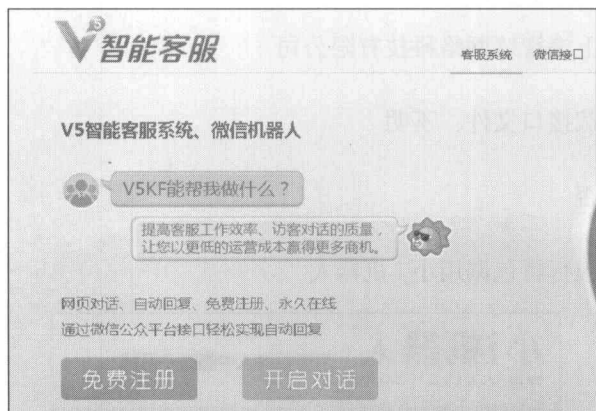 V5智能客服
客服系统 微信接口
V5智能客服系统、微信机器人
V5KF能帮我做什么？
提高客服工作效率、访客对话的质量，
让您以更低的运营成本赢得更多商机。
网页对话、自动回复、免费注册、永久在线
通过微信公众平台接口轻松实现自动回复
免费注册 开启对话